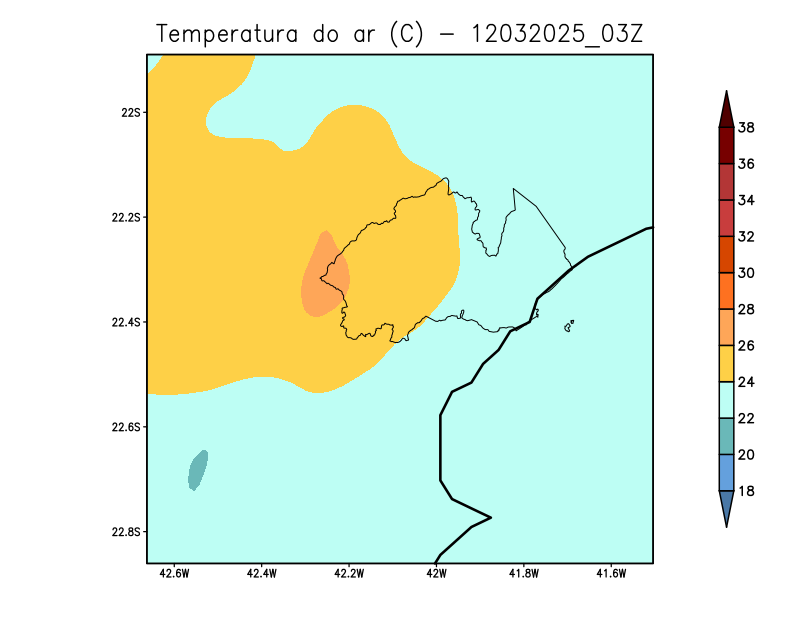 Temperatura do ar (C) - 12032025_03Z
22S
22.2S
22.4S
22.6S
22.8S
42.6W
42.4W
42.2W
42W
41.8W
41.6W
38
36
34
32
30
28
26
24
22
20
18